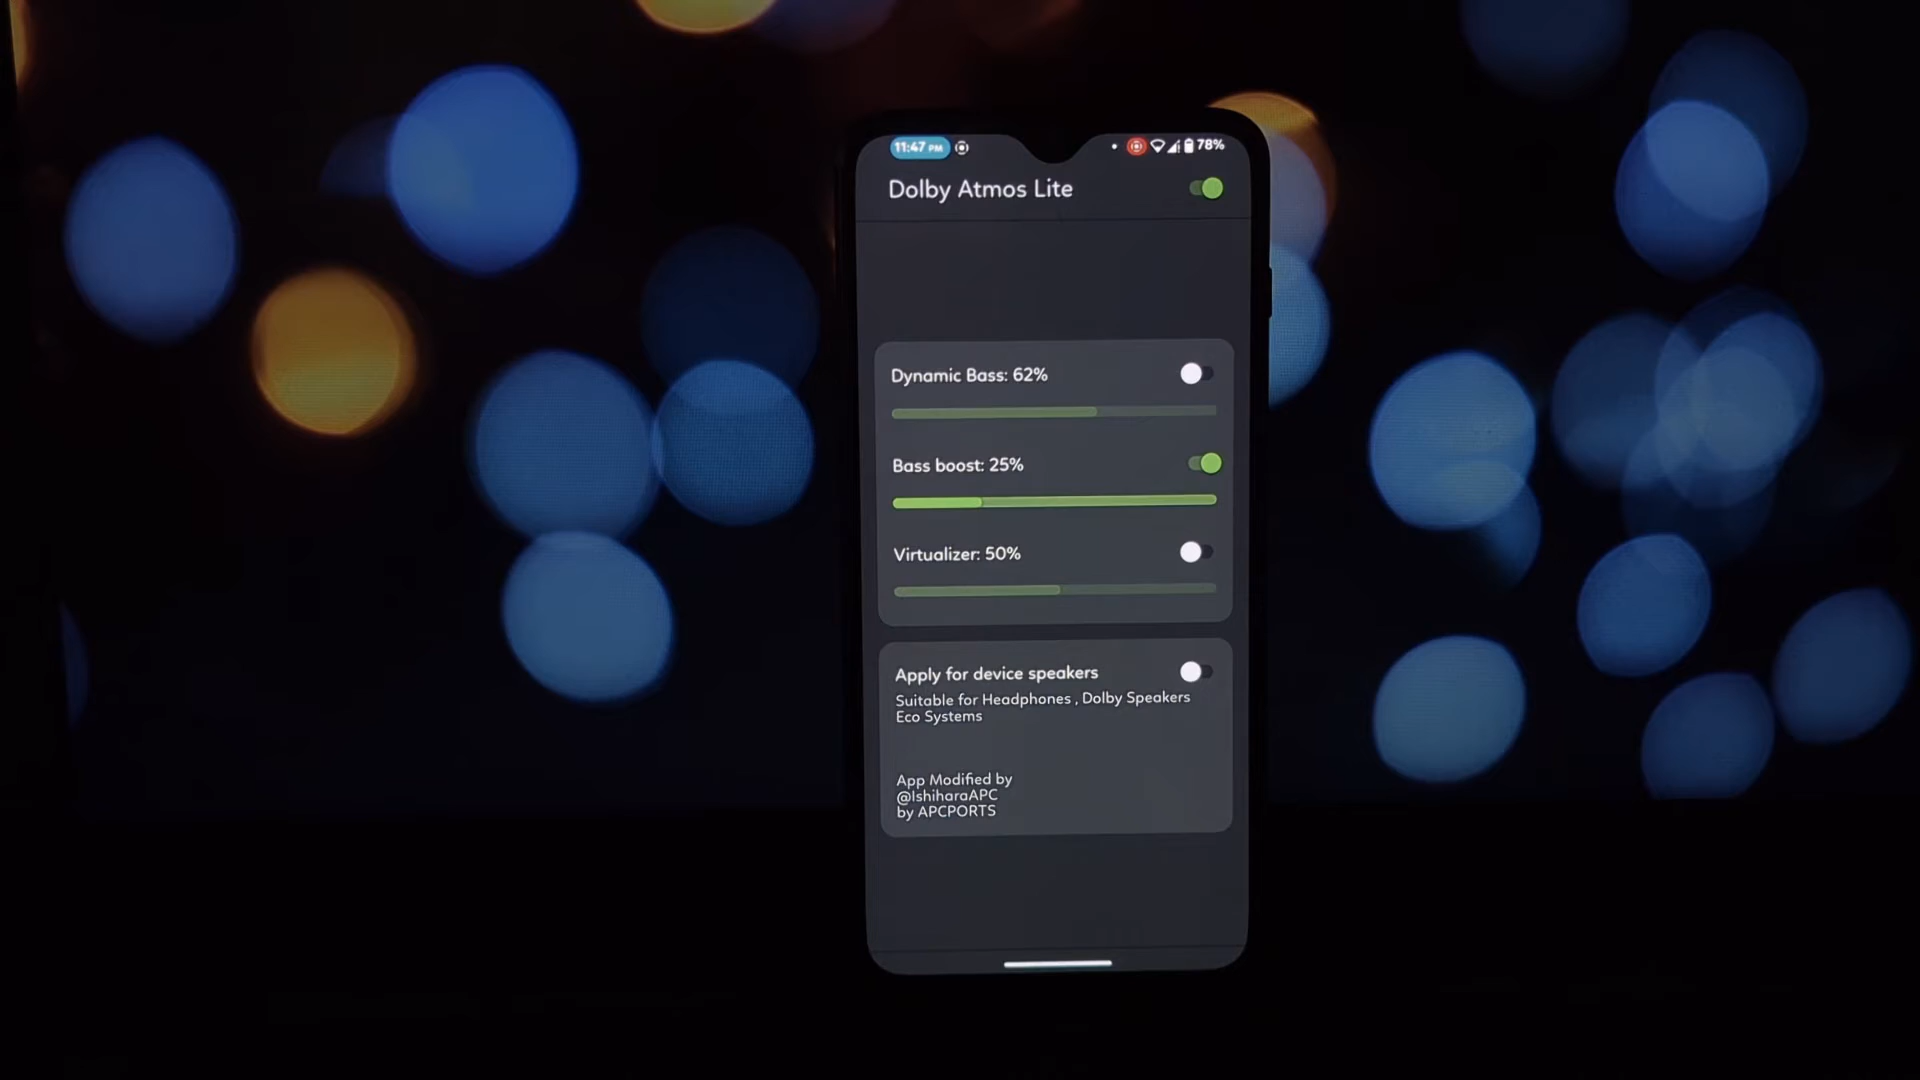 11:47 PM 78%
Dolby Atmos Lite
Dynamic Bass: 62%
Bass boost: 25%
Virtualizer: 50%
Apply for device speakers
Suitable for Headphones , Dolby Speakers
Eco Systems
App Modified by
@IshiharaAPC
by APCPORTS